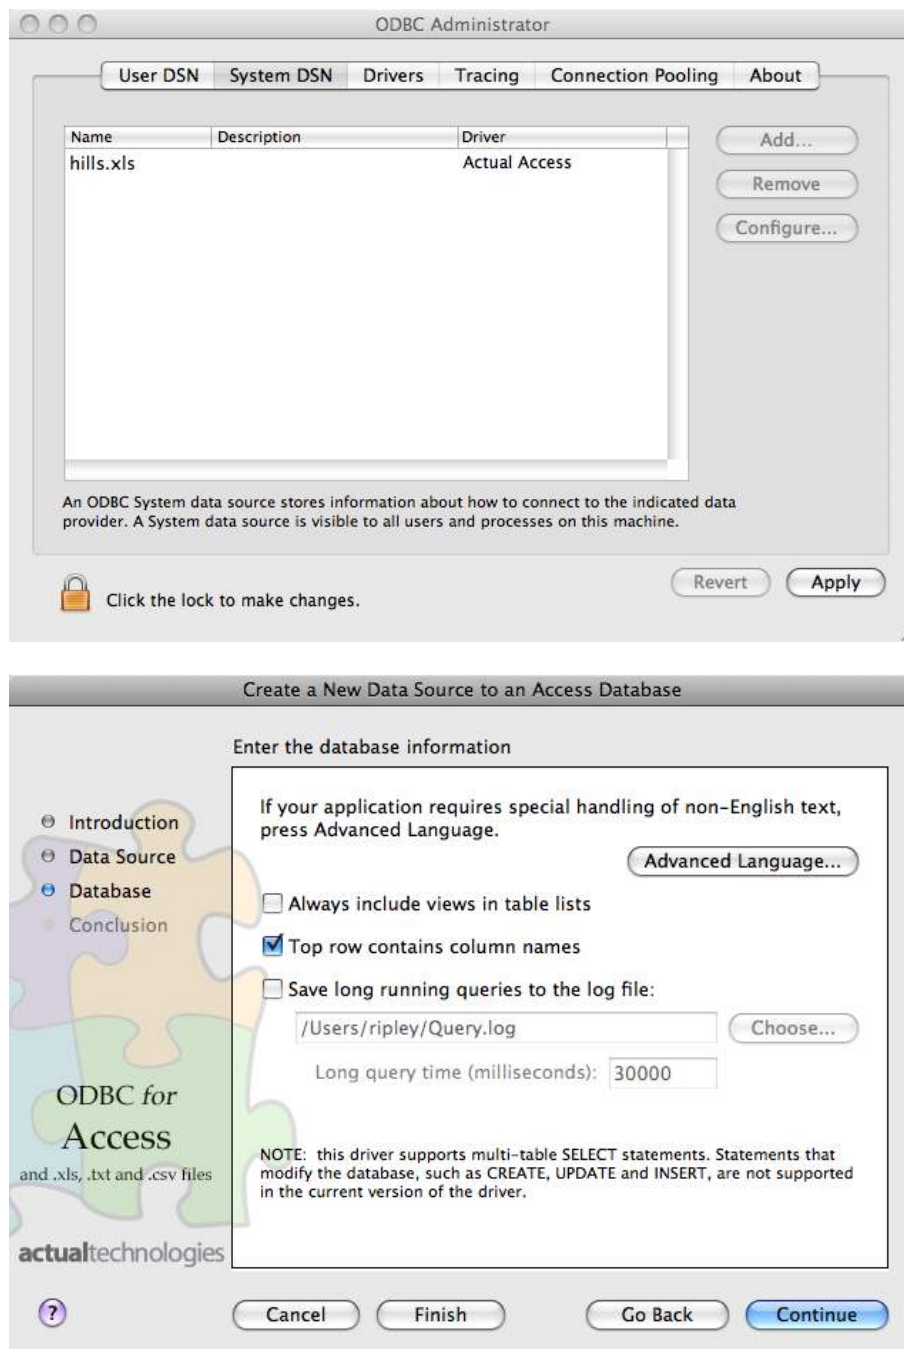 ODBC Administrator
User DSN System DSN Drivers Tracing Connection Pooling About
Name Description Driver
hills.xls Actual Access
Add...
Remove
Configure...
An ODBC System data source stores information about how to connect to the indicated data
provider. A System data source is visible to all users and processes on this machine.
Click the lock to make changes.
Revert Apply
Create a New Data Source to an Access Database
Enter the database information
Introduction
Data Source
Database
Conclusion
ODBC for
Access
and .xls, .txt and .csv files
actualtechnologies
If your application requires special handling of non-English text,
press Advanced Language.
Advanced Language...
Always include views in table lists
Top row contains column names
Save long running queries to the log file:
/Users/ripley/Query.log Choose...
Long query time (milliseconds): 30000
NOTE: this driver supports multi-table SELECT statements. Statements that
modify the database, such as CREATE, UPDATE and INSERT, are not supported
in the current version of the driver.
? Cancel Finish Go Back Continue